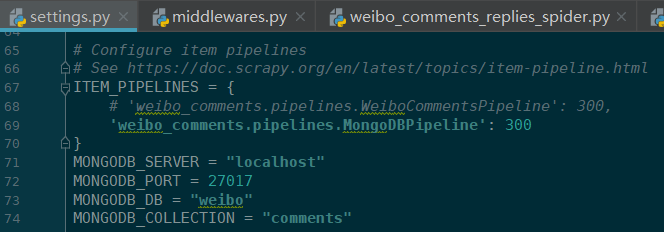 settings.py × middlewares.py × weibo_comments_replies_spider.py ×
64
65 # Configure item pipelines
66 # See https://doc.scrapy.org/en/latest/topics/item-pipeline.html
67 ITEM_PIPELINES = {
68 # 'weibo_comments.pipelines.WeiboCommentsPipeline': 300,
69 'weibo_comments.pipelines.MongoDBPipeline': 300
70 }
71 MONGODB_SERVER = "localhost"
72 MONGODB_PORT = 27017
73 MONGODB_DB = "weibo"
74 MONGODB_COLLECTION = "comments"